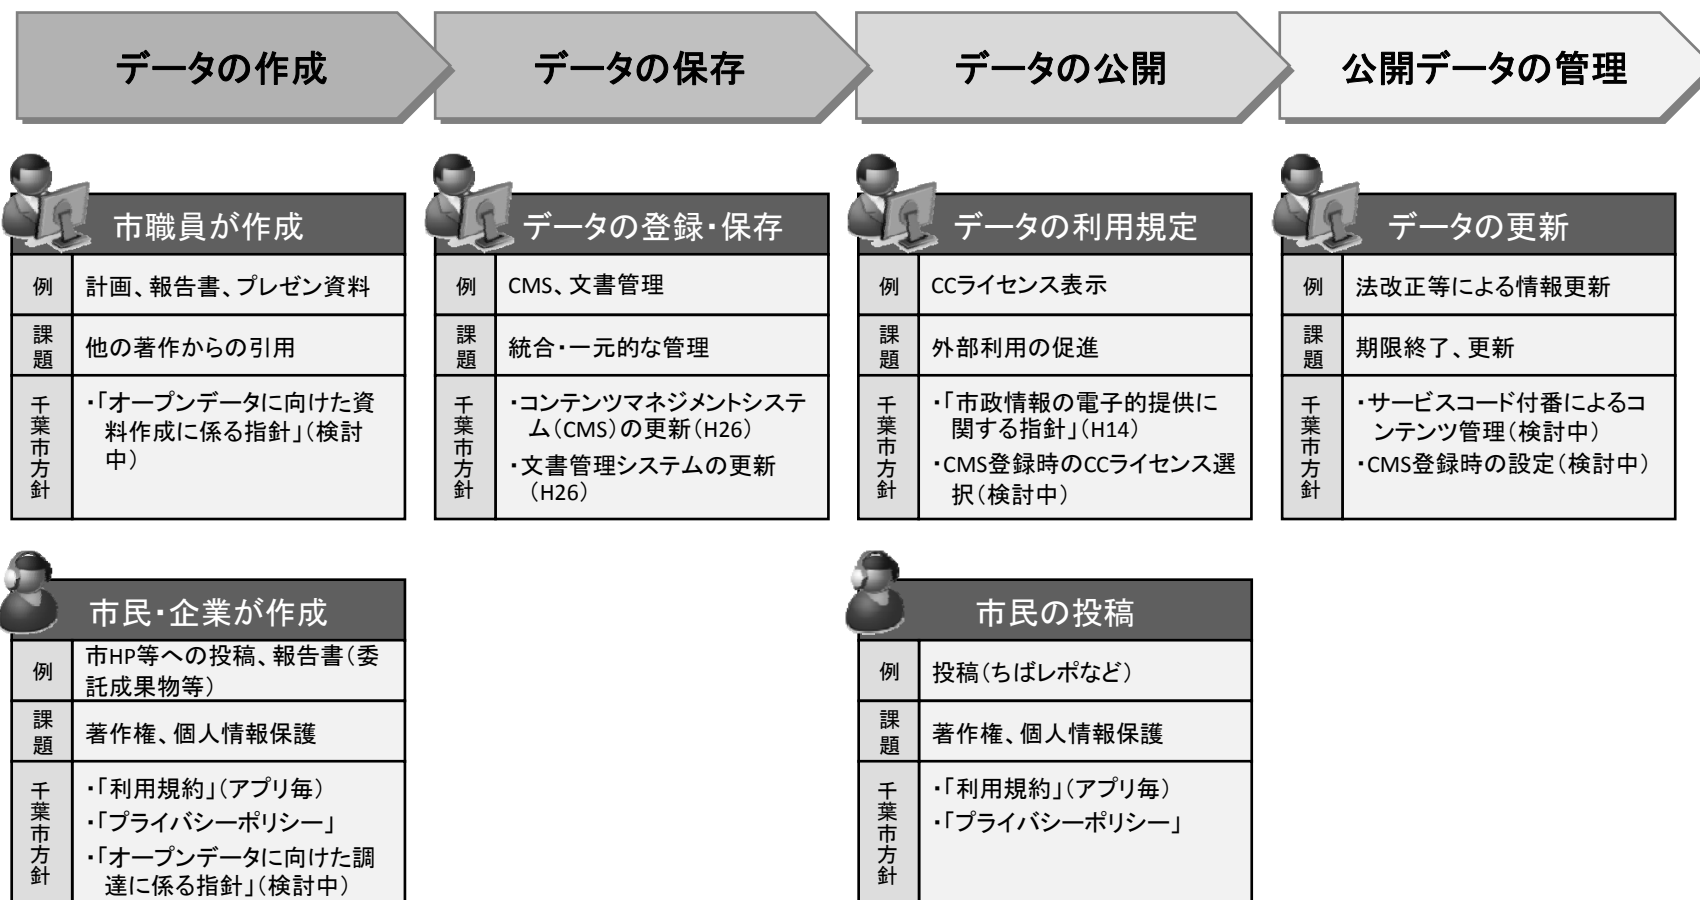 データの作成
データの保存
データの公開
公開データの管理
市職員が作成
例
計画、報告書、プレゼン資料
課題
他の著作からの引用
千葉市方針
・「オープンデータに向けた資
料作成に係る指針」(検討
中)
データの登録・保存
例
CMS、文書管理
課題
統合・一元的な管理
千葉市方針
・コンテンツマネジメントシステ
ム(CMS)の更新(H26)
・文書管理システムの更新
(H26)
データの利用規定
例
CCライセンス表示
課題
外部利用の促進
千葉市方針
・「市政情報の電子的提供に
関する指針」(H14)
・CMS登録時のCCライセンス選
択(検討中)
データの更新
例
法改正等による情報更新
課題
期限終了、更新
千葉市方針
・サービスコード付番によるコ
ンテンツ管理(検討中)
・CMS登録時の設定(検討中)
市民・企業が作成
例
市HP等への投稿、報告書(委
託成果物等)
課題
著作権、個人情報保護
千葉市方針
・「利用規約」(アプリ毎)
・「プライバシーポリシー」
・「オープンデータに向けた調
達に係る指針」(検討中)
市民の投稿
例
投稿(ちばレポなど)
課題
著作権、個人情報保護
千葉市方針
・「利用規約」(アプリ毎)
・「プライバシーポリシー」